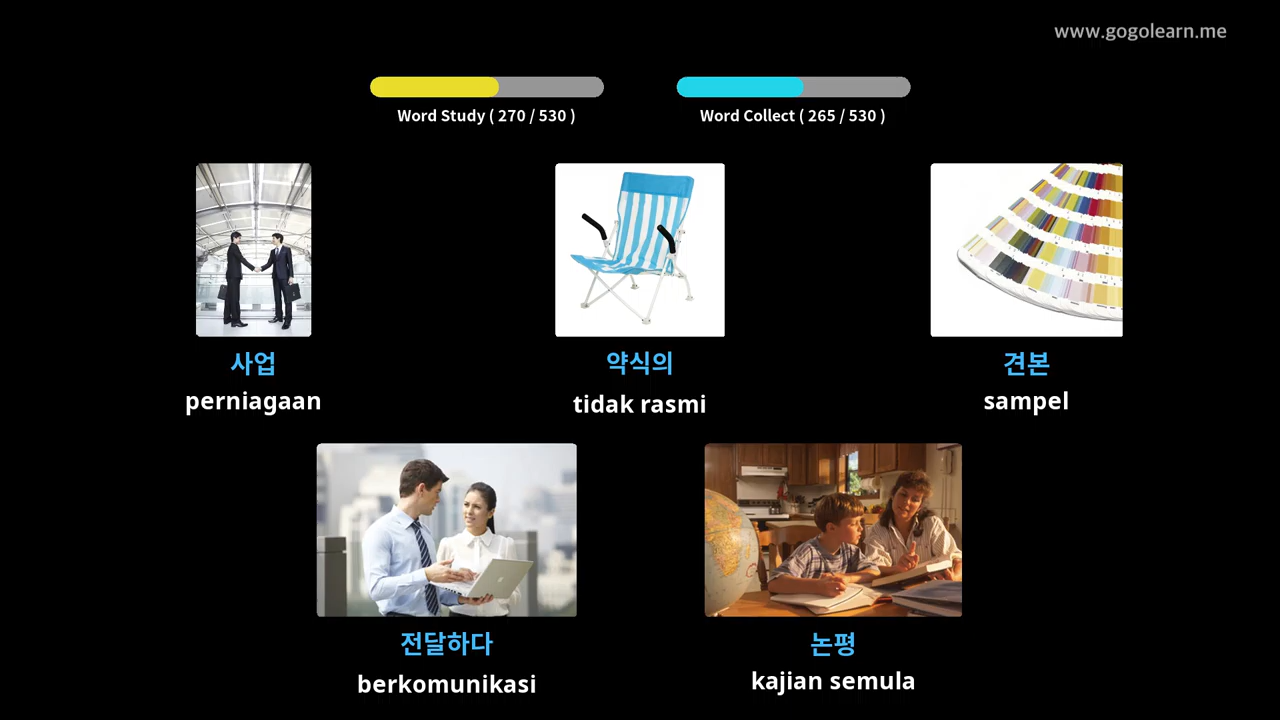 www.gogolearn.me
Word Study ( 270 / 530 )
Word Collect ( 265 / 530 )
사업
perniagaan
약식의
tidak rasmi
견본
sampel
전달하다
berkomunikasi
논평
kajian semula